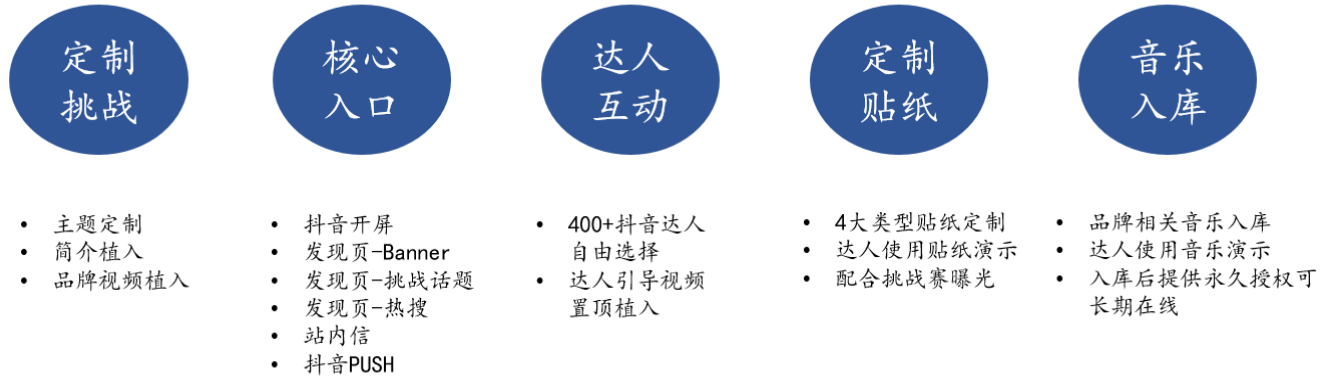 定制
挑战
核心
入口
达人
互动
定制
贴纸
音乐
入库
• 主题定制
• 简介植入
• 品牌视频植入
• 抖音开屏
• 发现页-Banner
• 发现页-挑战话题
• 发现页-热搜
• 站内信
• 抖音PUSH
• 400+抖音达人
自由选择
• 达人引导视频
置顶植入
• 4大类型贴纸定制
• 达人使用贴纸演示
• 配合挑战赛曝光
• 品牌相关音乐入库
• 达人使用音乐演示
• 入库后提供永久授权可
长期在线